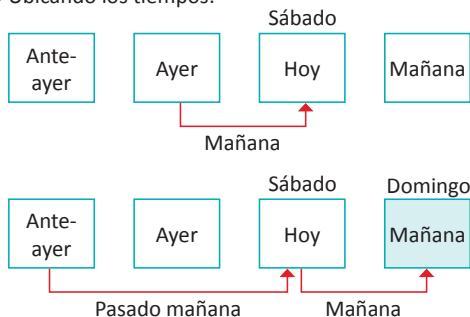 Ubicando los tiempos:
Sábado
Ante-
ayer
Ayer
Hoy
Mañana
Mañana
Sábado
Domingo
Ante-
ayer
Ayer
Hoy
Mañana
Pasado mañana
Mañana